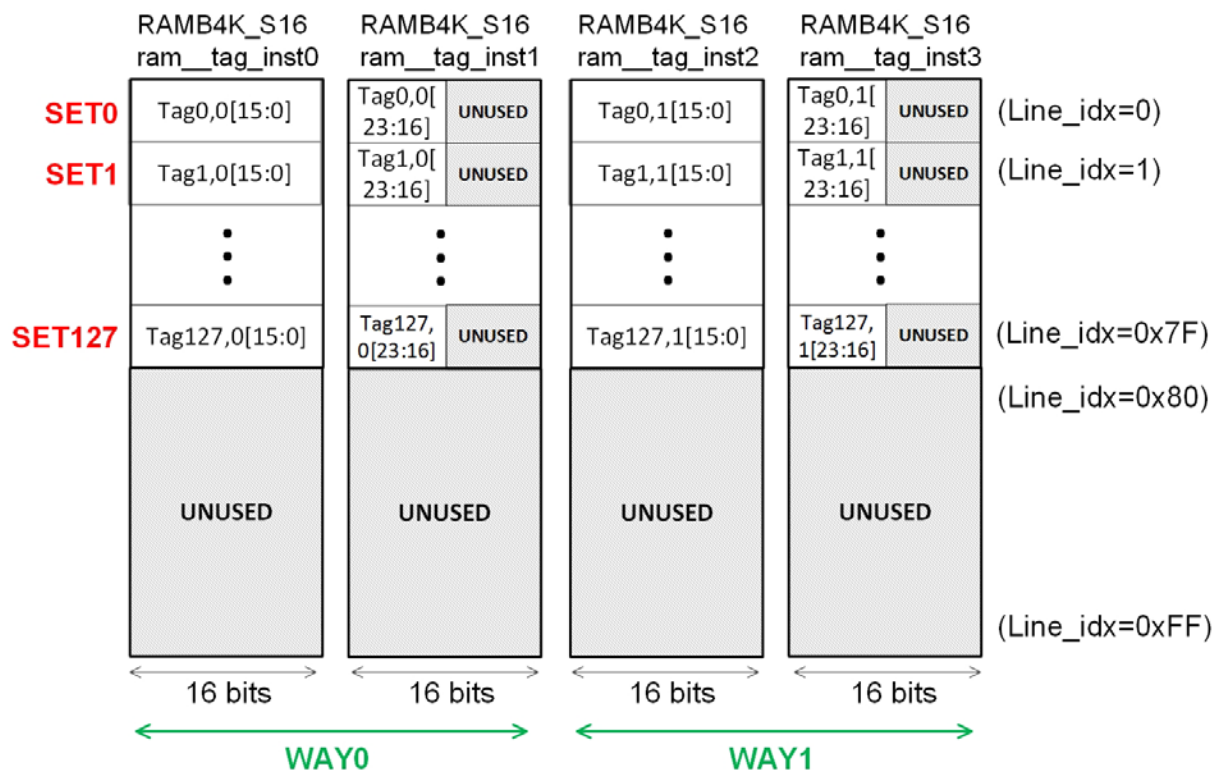 RAMB4K_S16 RAMB4K_S16 RAMB4K_S16 RAMB4K_S16
ram__tag_inst0 ram__tag_inst1 ram__tag_inst2 ram__tag_inst3
SET0
Tag0,0[15:0]
Tag0,0[
23:16]
UNUSED
Tag0,1[15:0]
Tag0,1[
23:16]
UNUSED
(Line_idx=0)
SET1
Tag1,0[15:0]
Tag1,0[
23:16]
UNUSED
Tag1,1[15:0]
Tag1,1[
23:16]
UNUSED
(Line_idx=1)
SET127
Tag127,0[15:0]
Tag127,
0[23:16]
UNUSED
Tag127,1[15:0]
Tag127,
1[23:16]
UNUSED
(Line_idx=0x7F)
(Line_idx=0x80)
UNUSED UNUSED UNUSED UNUSED
(Line_idx=0xFF)
16 bits 16 bits 16 bits 16 bits
WAY0 WAY1